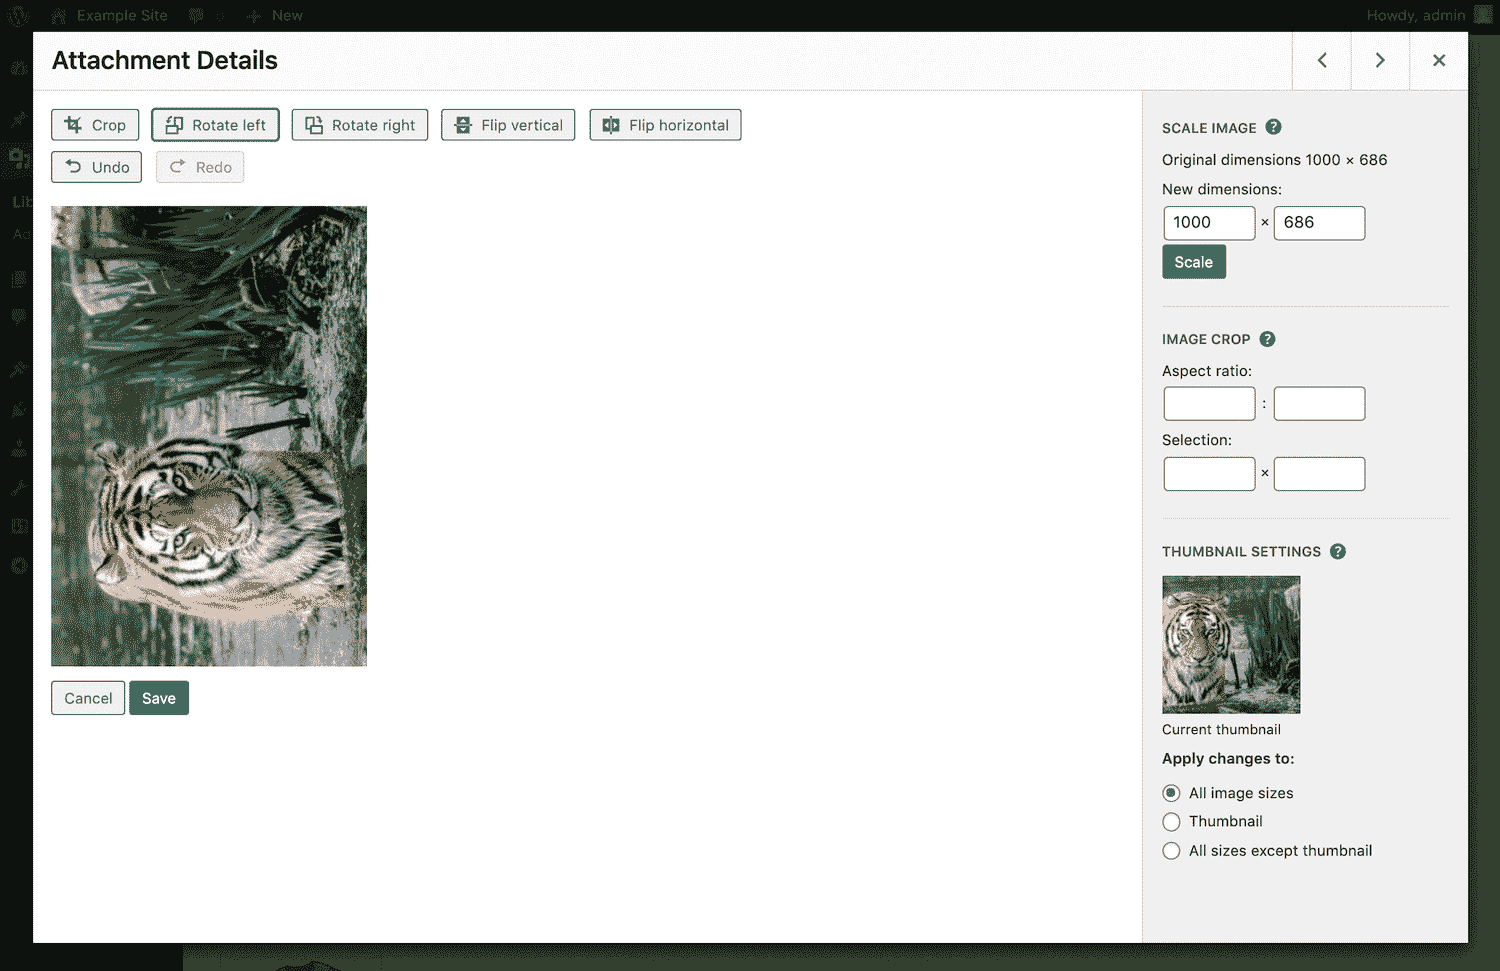 Example Site
New
Howdy, admin
Attachment Details
Crop
Rotate left
Rotate right
Flip vertical
Flip horizontal
Undo
Redo
Cancel
Save
SCALE IMAGE ?
Original dimensions 1000 × 686
New dimensions:
1000 × 686
Scale
IMAGE CROP ?
Aspect ratio:
:
Selection:
×
THUMBNAIL SETTINGS ?
Current thumbnail
Apply changes to:
All image sizes
Thumbnail
All sizes except thumbnail